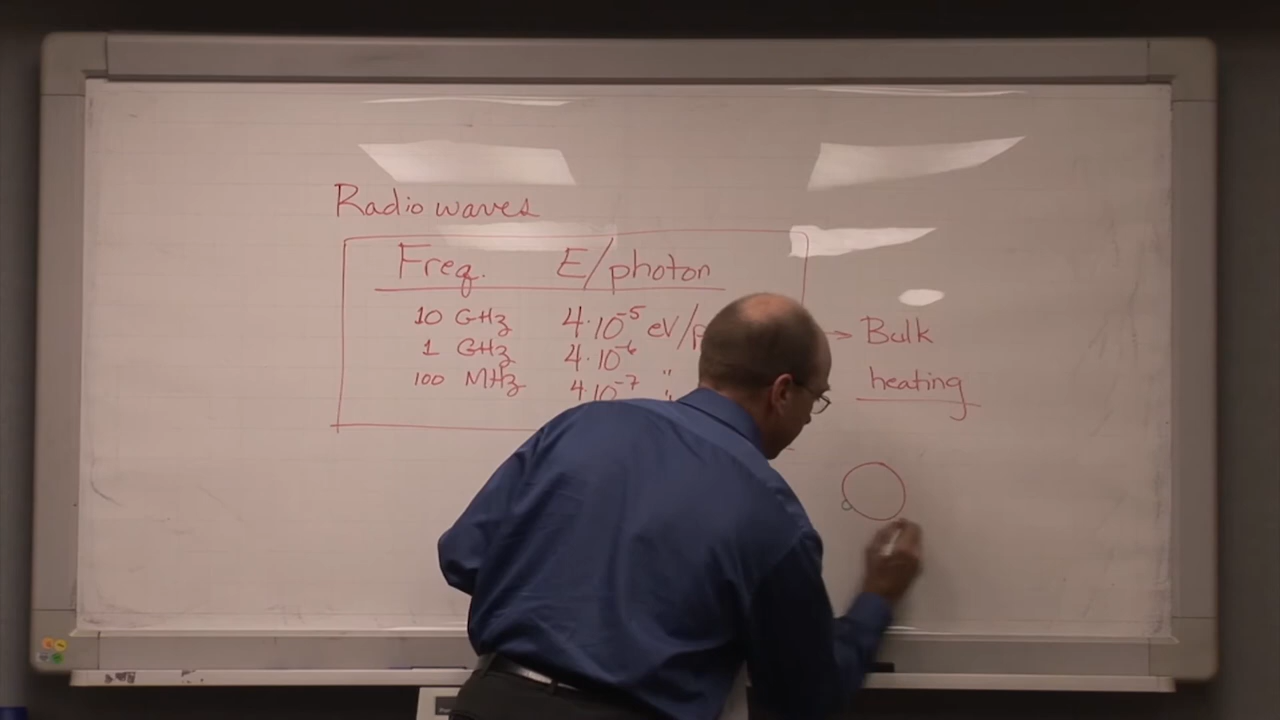 Radio waves
Freq. E/photon
10 GHz 4·10⁻⁵ eV/p
1 GHz 4·10⁻⁶
100 MHz 4·10⁻⁷ "
→ Bulk
heating